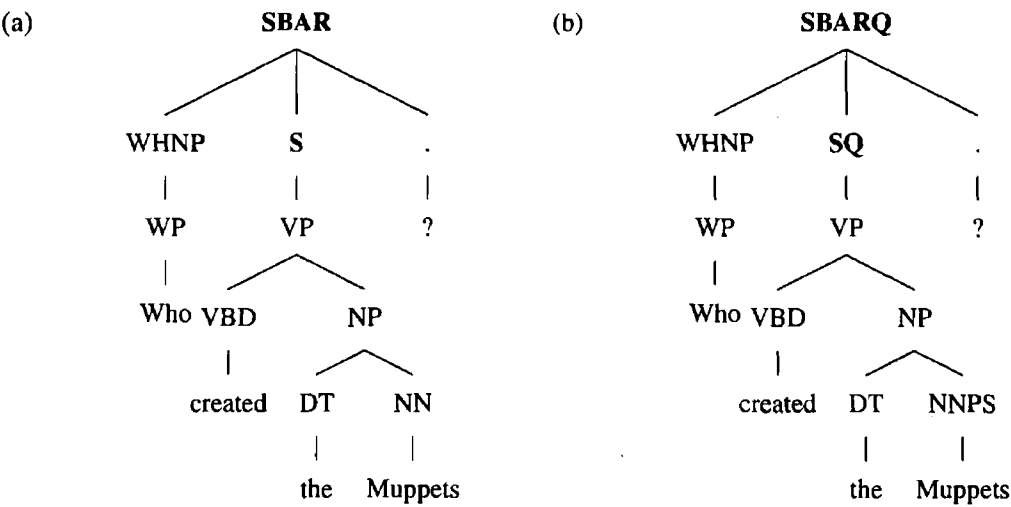 (a) SBAR (b) SBARQ
WHNP S . WHNP SQ .
WP VP ? WP VP ?
Who VBD NP Who VBD NP
created DT NN created DT NNPS
the Muppets the Muppets